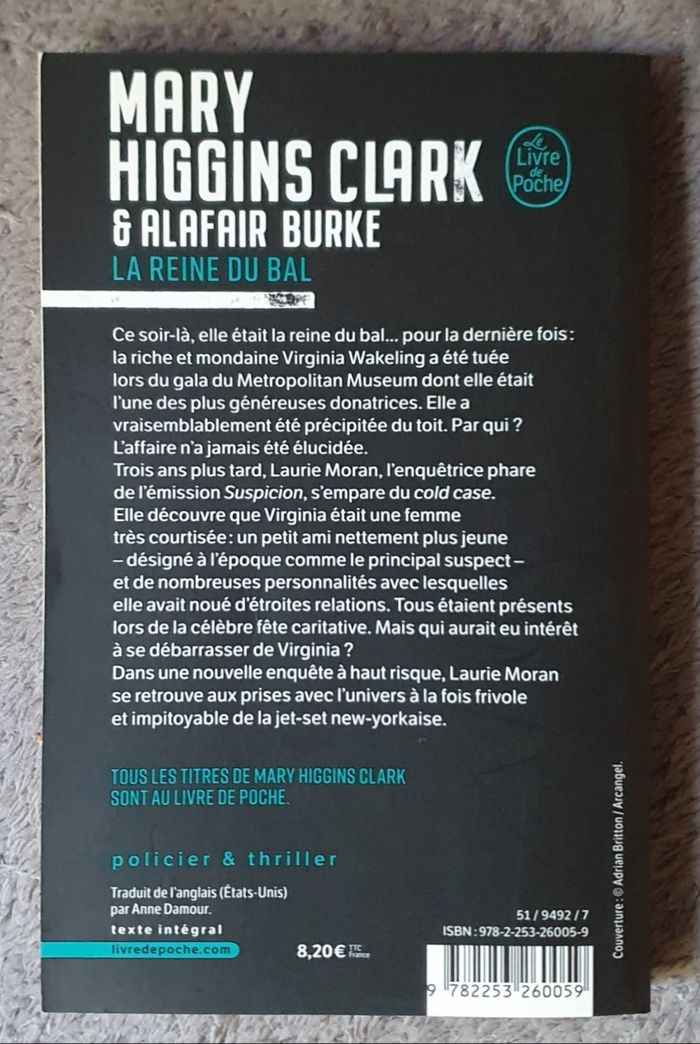 MARY
HIGGINS CLARK
& ALAFAIR BURKE
LA REINE DU BAL
Le
Livre
de
Poche
Ce soir-là, elle était la reine du bal... pour la dernière fois :
la riche et mondaine Virginia Wakeling a été tuée
lors du gala du Metropolitan Museum dont elle était
l'une des plus généreuses donatrices. Elle a
vraisemblablement été précipitée du toit. Par qui ?
L'affaire n'a jamais été élucidée.
Trois ans plus tard, Laurie Moran, l'enquêtrice phare
de l'émission Suspicion, s'empare du cold case.
Elle découvre que Virginia était une femme
très courtisée : un petit ami nettement plus jeune
– désigné à l'époque comme le principal suspect –
et de nombreuses personnalités avec lesquelles
elle avait noué d'étroites relations. Tous étaient présents
lors de la célèbre fête caritative. Mais qui aurait eu intérêt
à se débarrasser de Virginia ?
Dans une nouvelle enquête à haut risque, Laurie Moran
se retrouve aux prises avec l'univers à la fois frivole
et impitoyable de la jet-set new-yorkaise.
TOUS LES TITRES DE MARY HIGGINS CLARK
SONT AU LIVRE DE POCHE.
policier & thriller
Traduit de l'anglais (États-Unis)
par Anne Damour.
texte intégral
livredepoche.com
8,20 € TTC
France
51 / 9492 / 7
ISBN : 978-2-253-26005-9
9 782253 260059
Couverture : © Adrian Britton / Arcangel.